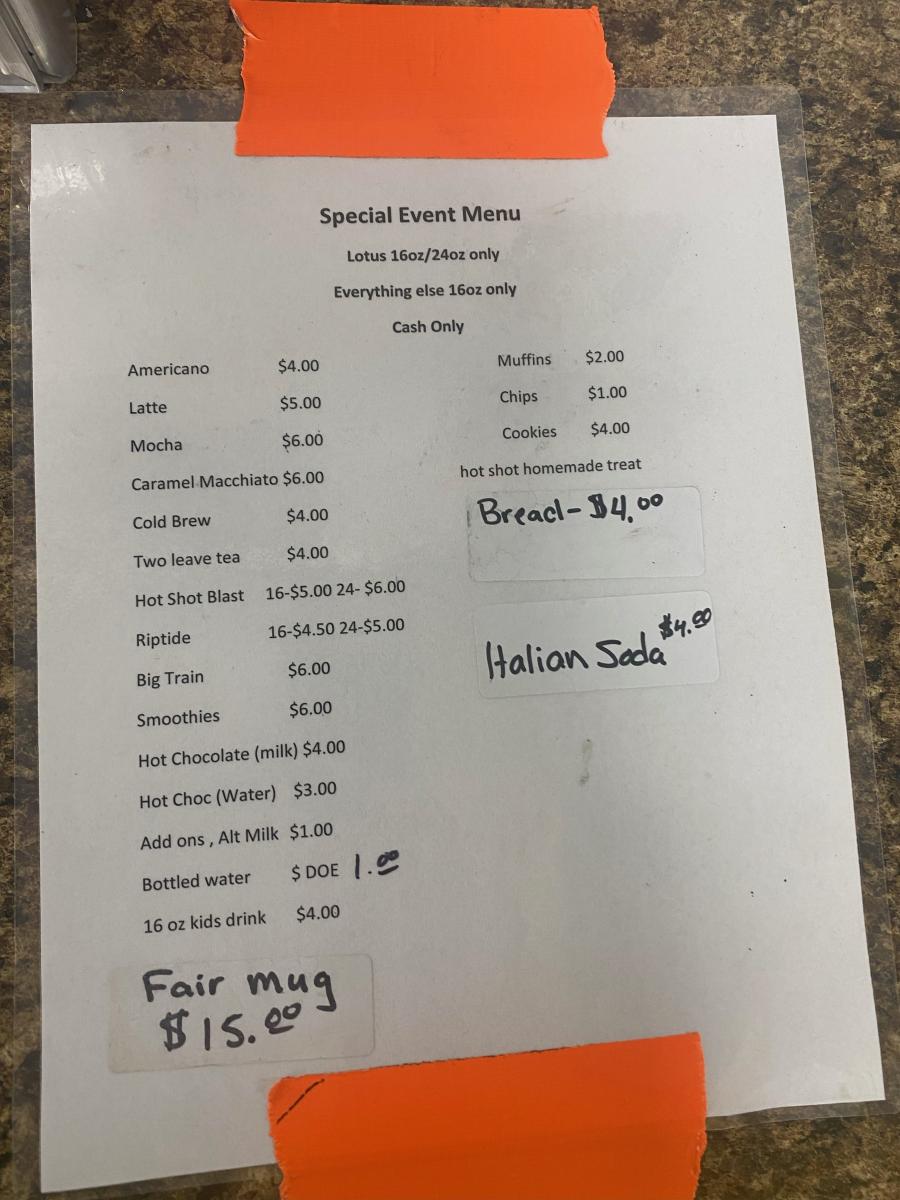 Special Event Menu
Lotus 16oz/24oz only
Everything else 16oz only
Cash Only
Americano $4.00
Latte $5.00
Mocha $6.00
Caramel Macchiato $6.00
Cold Brew $4.00
Two leave tea $4.00
Hot Shot Blast 16-$5.00 24- $6.00
Riptide 16-$4.50 24-$5.00
Big Train $6.00
Smoothies $6.00
Hot Chocolate (milk) $4.00
Hot Choc (Water) $3.00
Add ons , Alt Milk $1.00
Bottled water $ DOE 1.00
16 oz kids drink $4.00
Fair mug
$15.00
Muffins $2.00
Chips $1.00
Cookies $4.00
hot shot homemade treat
Bread - $4.00
Italian Soda $4.00